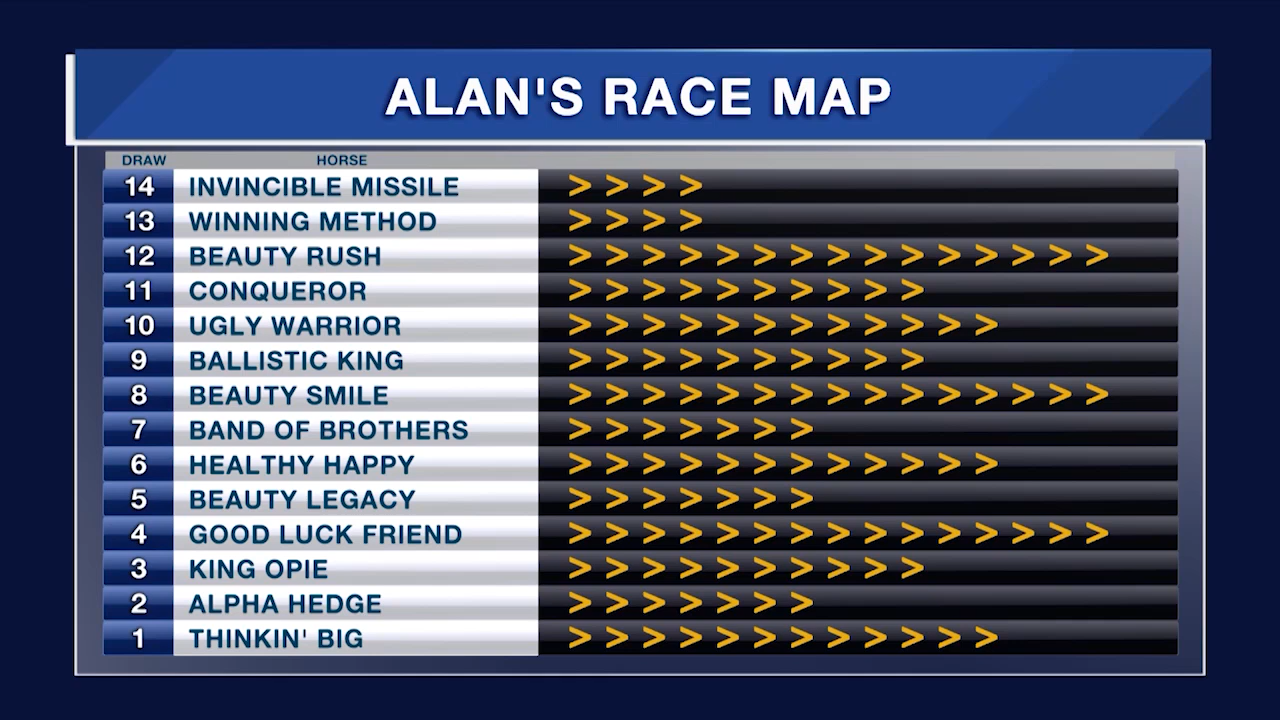 ALAN'S RACE MAP
DRAW HORSE
14 INVINCIBLE MISSILE > > > >
13 WINNING METHOD > > > >
12 BEAUTY RUSH > > > > > > > > > > > > > > >
11 CONQUEROR > > > > > > > > > >
10 UGLY WARRIOR > > > > > > > > > > > >
9 BALLISTIC KING > > > > > > > > > >
8 BEAUTY SMILE > > > > > > > > > > > > > > >
7 BAND OF BROTHERS > > > > > > >
6 HEALTHY HAPPY > > > > > > > > > > > >
5 BEAUTY LEGACY > > > > > > >
4 GOOD LUCK FRIEND > > > > > > > > > > > > > > >
3 KING OPIE > > > > > > > > > >
2 ALPHA HEDGE > > > > > > >
1 THINKIN' BIG > > > > > > > > > > > >